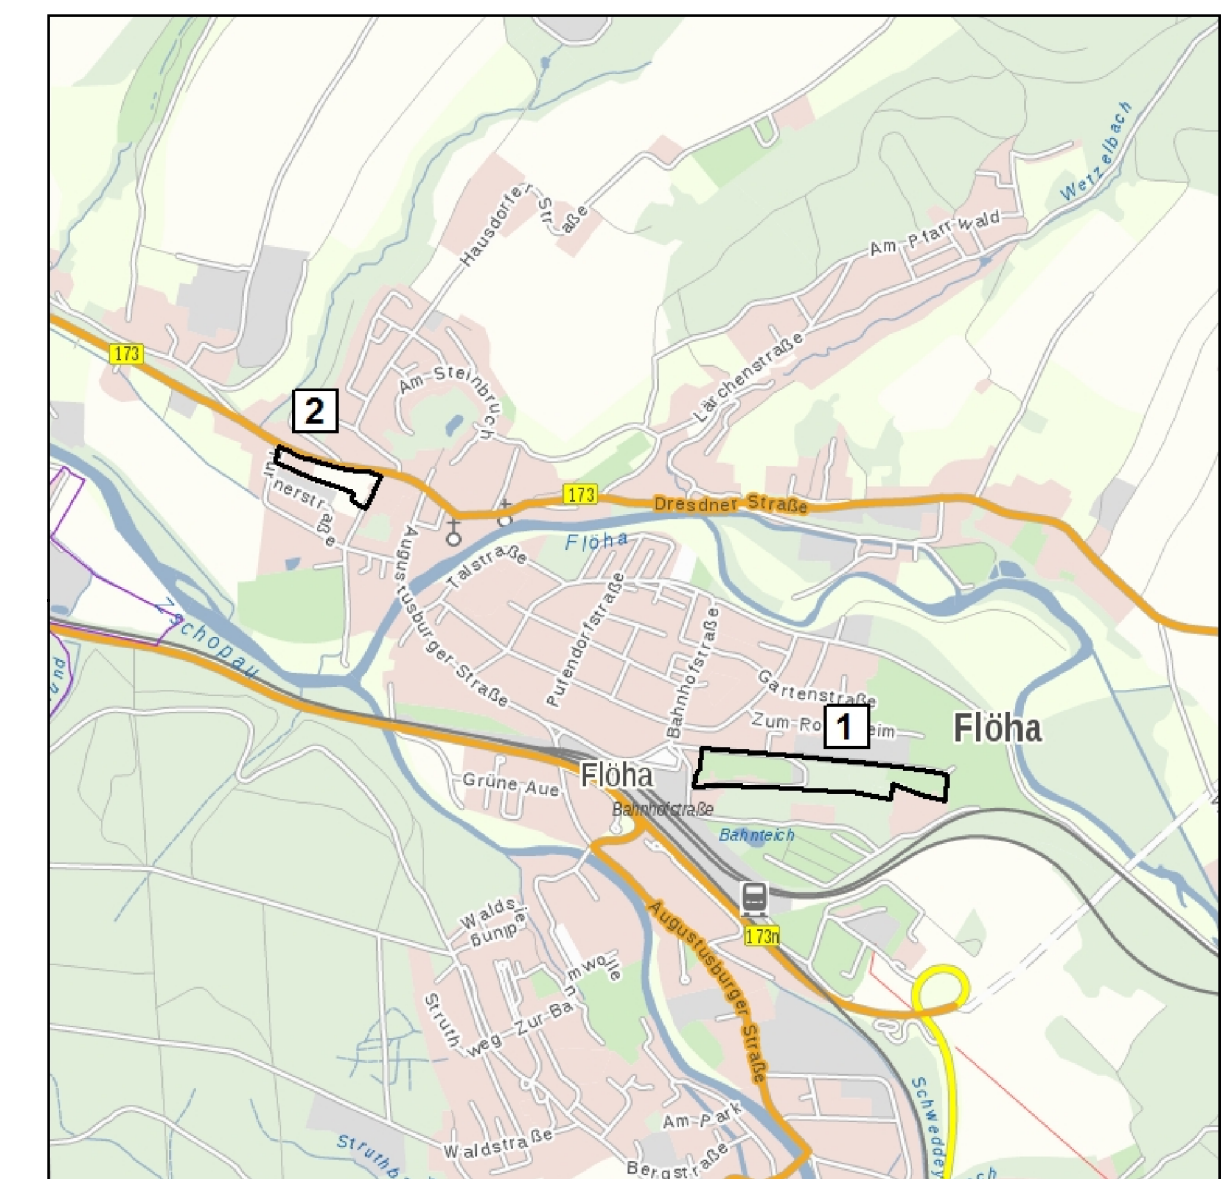 Wetzelbach
Hausdorfer Straße
Am Pfarrwald
173
Lärchenstraße
Am Steinbruch
2
173
Dresdner Straße
Flöha
Talstraße
Augustusburger Straße
Pufendorfstraße
Bahnhofstraße
Zschopau
Gartenstraße
1
Flöha
Flöha
Grüne Aue
Bahnhofstraße
Bahnteich
Waldsiedlung
173n
Augustusburger Straße
Struthweg
Zur Baumwolle
Am Park
Waldstraße
Bergstraße